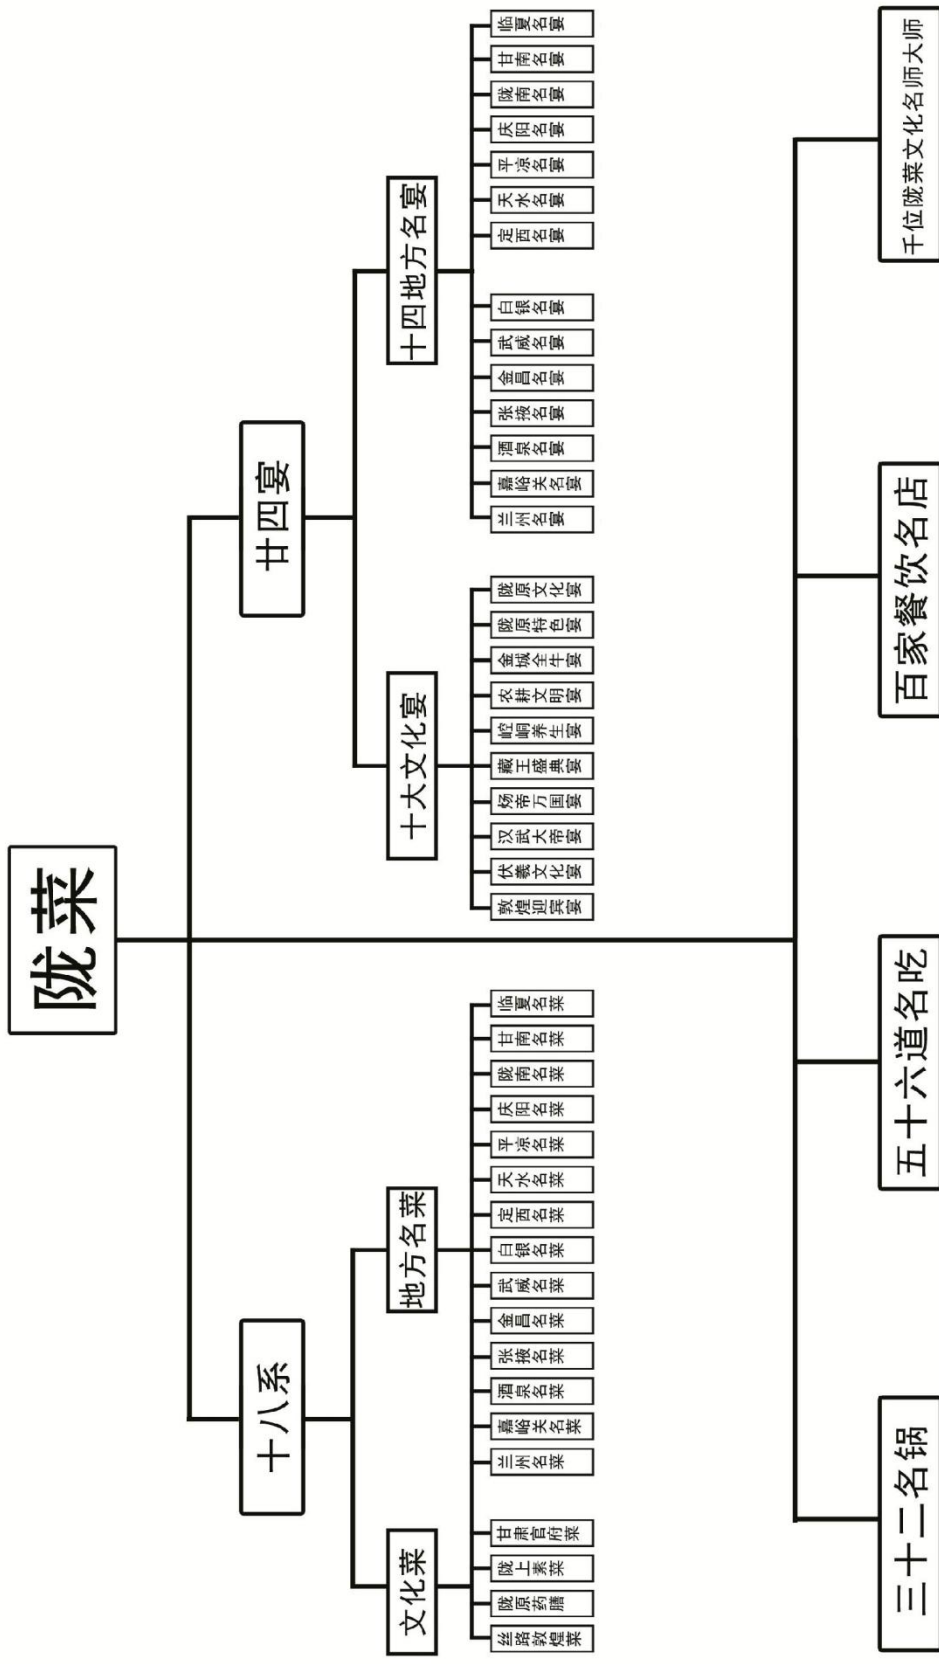 陇菜
十八系
廿四宴
文化菜
地方名菜
十大文化宴
十四地方名宴
丝路敦煌菜
陇原药膳
陇上素菜
甘肃官府菜
兰州名菜
嘉峪关名菜
酒泉名菜
张掖名菜
金昌名菜
武威名菜
白银名菜
定西名菜
天水名菜
平凉名菜
庆阳名菜
陇南名菜
甘南名菜
临夏名菜
敦煌迎宾宴
伏羲文化宴
汉武大帝宴
炀帝万国宴
藏王盛典宴
崆峒养生宴
农耕文明宴
金城全牛宴
陇原特色宴
陇原文化宴
兰州名宴
嘉峪关名宴
酒泉名宴
张掖名宴
金昌名宴
武威名宴
白银名宴
定西名宴
天水名宴
平凉名宴
庆阳名宴
陇南名宴
甘南名宴
临夏名宴
三十二名锅
五十六道名吃
百家餐饮名店
千位陇菜文化名师大师